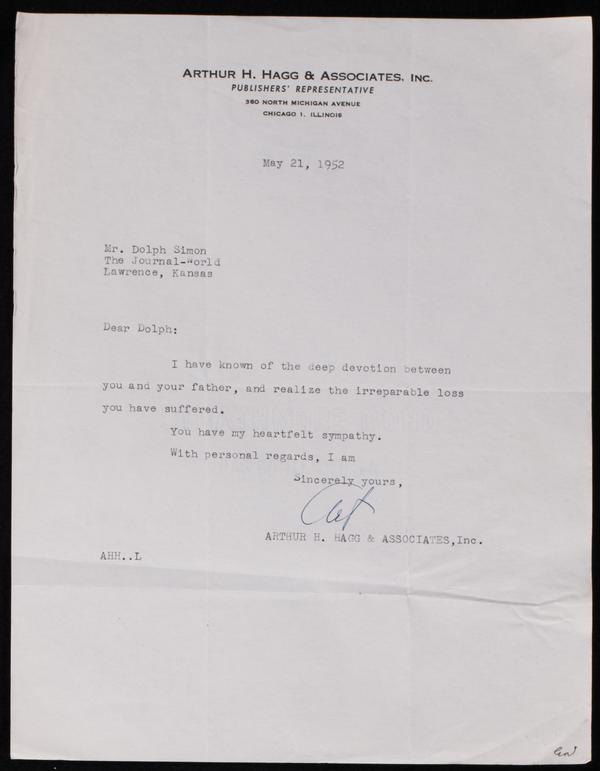 ARTHUR H. HAGG & ASSOCIATES, INC.
PUBLISHERS' REPRESENTATIVE
360 NORTH MICHIGAN AVENUE
CHICAGO 1, ILLINOIS
May 21, 1952
Mr. Dolph Simon
The Journal-World
Lawrence, Kansas
Dear Dolph:
I have known of the deep devotion between
you and your father, and realize the irreparable loss
you have suffered.
You have my heartfelt sympathy.
With personal regards, I am
Sincerely yours,
Art
ARTHUR H. HAGG & ASSOCIATES,Inc.
AHH..L